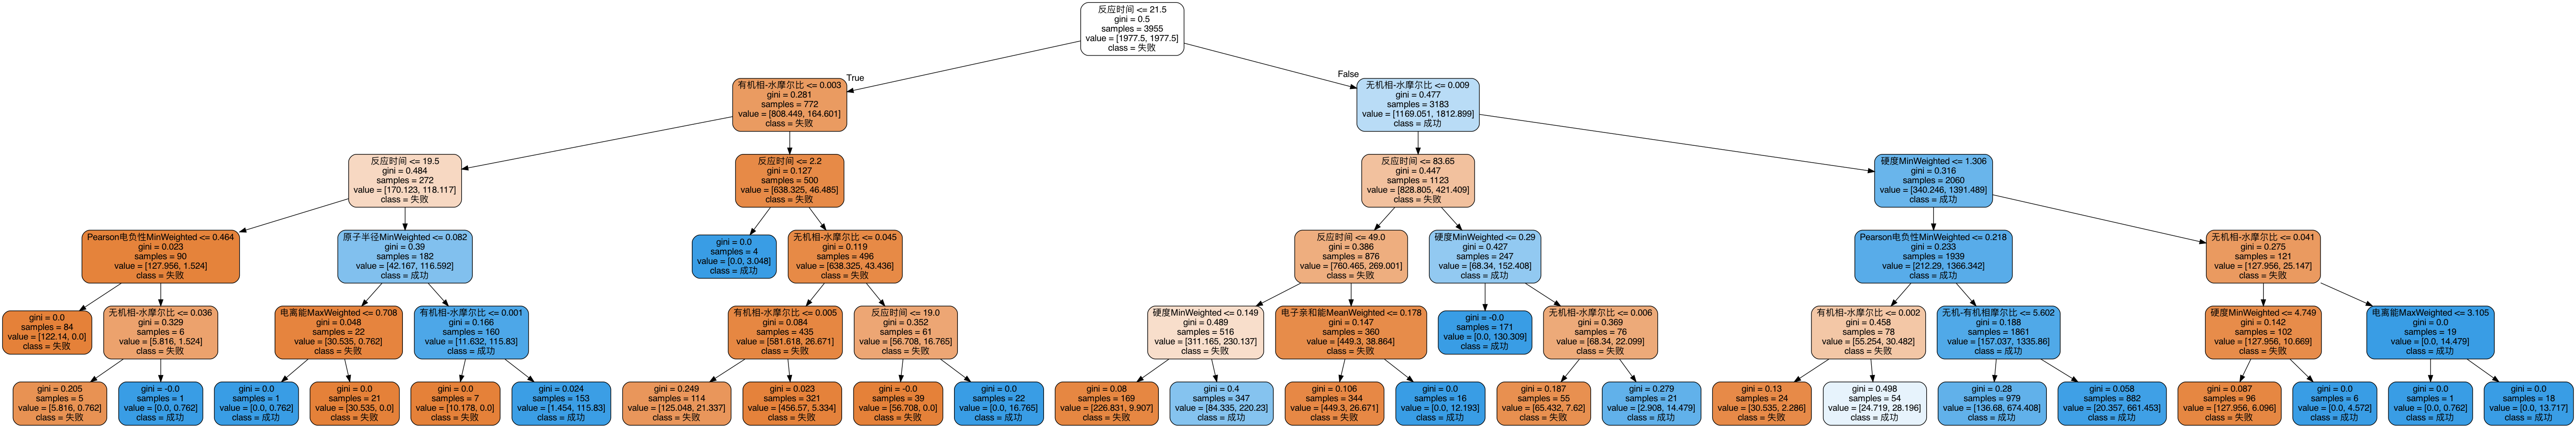 反应时间 <= 21.5
gini = 0.5
samples = 3955
value = [1977.5, 1977.5]
class = 失败
True
False
有机相-水摩尔比 <= 0.003
gini = 0.281
samples = 772
value = [808.449, 164.601]
class = 失败
无机相-水摩尔比 <= 0.009
gini = 0.477
samples = 3183
value = [1169.051, 1812.899]
class = 成功
反应时间 <= 19.5
gini = 0.484
samples = 272
value = [170.123, 118.117]
class = 失败
反应时间 <= 2.2
gini = 0.127
samples = 500
value = [638.325, 46.485]
class = 失败
反应时间 <= 83.65
gini = 0.447
samples = 1123
value = [828.805, 421.409]
class = 失败
硬度MinWeighted <= 1.306
gini = 0.316
samples = 2060
value = [340.246, 1391.489]
class = 成功
Pearson电负性MinWeighted <= 0.464
gini = 0.023
samples = 90
value = [127.956, 1.524]
class = 失败
原子半径MinWeighted <= 0.082
gini = 0.39
samples = 182
value = [42.167, 116.592]
class = 成功
gini = 0.0
samples = 4
value = [0.0, 3.048]
class = 成功
无机相-水摩尔比 <= 0.045
gini = 0.119
samples = 496
value = [638.325, 43.436]
class = 失败
反应时间 <= 49.0
gini = 0.386
samples = 876
value = [760.465, 269.001]
class = 失败
硬度MinWeighted <= 0.29
gini = 0.427
samples = 247
value = [68.34, 152.408]
class = 成功
Pearson电负性MinWeighted <= 0.218
gini = 0.233
samples = 1939
value = [212.29, 1366.342]
class = 成功
无机相-水摩尔比 <= 0.041
gini = 0.275
samples = 121
value = [127.956, 25.147]
class = 失败
gini = 0.0
samples = 84
value = [122.14, 0.0]
class = 失败
无机相-水摩尔比 <= 0.036
gini = 0.329
samples = 6
value = [5.816, 1.524]
class = 失败
电离能MaxWeighted <= 0.708
gini = 0.048
samples = 22
value = [30.535, 0.762]
class = 失败
有机相-水摩尔比 <= 0.001
gini = 0.166
samples = 160
value = [11.632, 115.83]
class = 成功
有机相-水摩尔比 <= 0.005
gini = 0.084
samples = 435
value = [581.618, 26.671]
class = 失败
反应时间 <= 19.0
gini = 0.352
samples = 61
value = [56.708, 16.765]
class = 失败
硬度MinWeighted <= 0.149
gini = 0.489
samples = 516
value = [311.165, 230.137]
class = 失败
电子亲和能MeanWeighted <= 0.178
gini = 0.147
samples = 360
value = [449.3, 38.864]
class = 失败
gini = -0.0
samples = 171
value = [0.0, 130.309]
class = 成功
无机相-水摩尔比 <= 0.006
gini = 0.369
samples = 76
value = [68.34, 22.099]
class = 失败
有机相-水摩尔比 <= 0.002
gini = 0.458
samples = 78
value = [55.254, 30.482]
class = 失败
无机-有机相摩尔比 <= 5.602
gini = 0.188
samples = 1861
value = [157.037, 1335.86]
class = 成功
硬度MinWeighted <= 4.749
gini = 0.142
samples = 102
value = [127.956, 10.669]
class = 失败
电离能MaxWeighted <= 3.105
gini = 0.0
samples = 19
value = [0.0, 14.479]
class = 成功
gini = 0.205
samples = 5
value = [5.816, 0.762]
class = 失败
gini = -0.0
samples = 1
value = [0.0, 0.762]
class = 成功
gini = 0.0
samples = 1
value = [0.0, 0.762]
class = 成功
gini = 0.0
samples = 21
value = [30.535, 0.0]
class = 失败
gini = 0.0
samples = 7
value = [10.178, 0.0]
class = 失败
gini = 0.024
samples = 153
value = [1.454, 115.83]
class = 成功
gini = 0.249
samples = 114
value = [125.048, 21.337]
class = 失败
gini = 0.023
samples = 321
value = [456.57, 5.334]
class = 失败
gini = -0.0
samples = 39
value = [56.708, 0.0]
class = 失败
gini = 0.0
samples = 22
value = [0.0, 16.765]
class = 成功
gini = 0.08
samples = 169
value = [226.831, 9.907]
class = 失败
gini = 0.4
samples = 347
value = [84.335, 220.23]
class = 成功
gini = 0.106
samples = 344
value = [449.3, 26.671]
class = 失败
gini = 0.0
samples = 16
value = [0.0, 12.193]
class = 成功
gini = 0.187
samples = 55
value = [65.432, 7.62]
class = 失败
gini = 0.279
samples = 21
value = [2.908, 14.479]
class = 成功
gini = 0.13
samples = 24
value = [30.535, 2.286]
class = 失败
gini = 0.498
samples = 54
value = [24.719, 28.196]
class = 成功
gini = 0.28
samples = 979
value = [136.68, 674.408]
class = 成功
gini = 0.058
samples = 882
value = [20.357, 661.453]
class = 成功
gini = 0.087
samples = 96
value = [127.956, 6.096]
class = 失败
gini = 0.0
samples = 6
value = [0.0, 4.572]
class = 成功
gini = 0.0
samples = 1
value = [0.0, 0.762]
class = 成功
gini = 0.0
samples = 18
value = [0.0, 13.717]
class = 成功